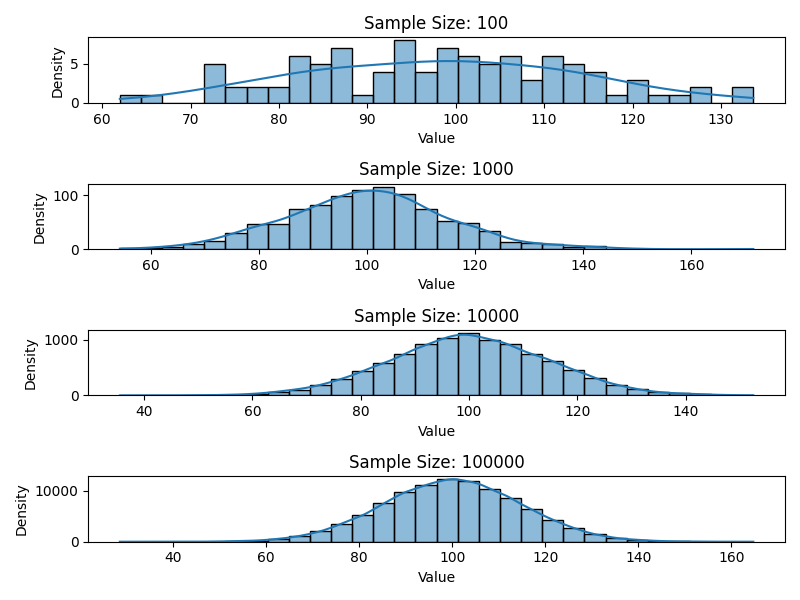 Sample Size: 100
5
0
Density
60 70 80 90 100 110 120 130
Value
Sample Size: 1000
100
0
Density
60 80 100 120 140 160
Value
Sample Size: 10000
1000
0
Density
40 60 80 100 120 140
Value
Sample Size: 100000
10000
0
Density
40 60 80 100 120 140 160
Value